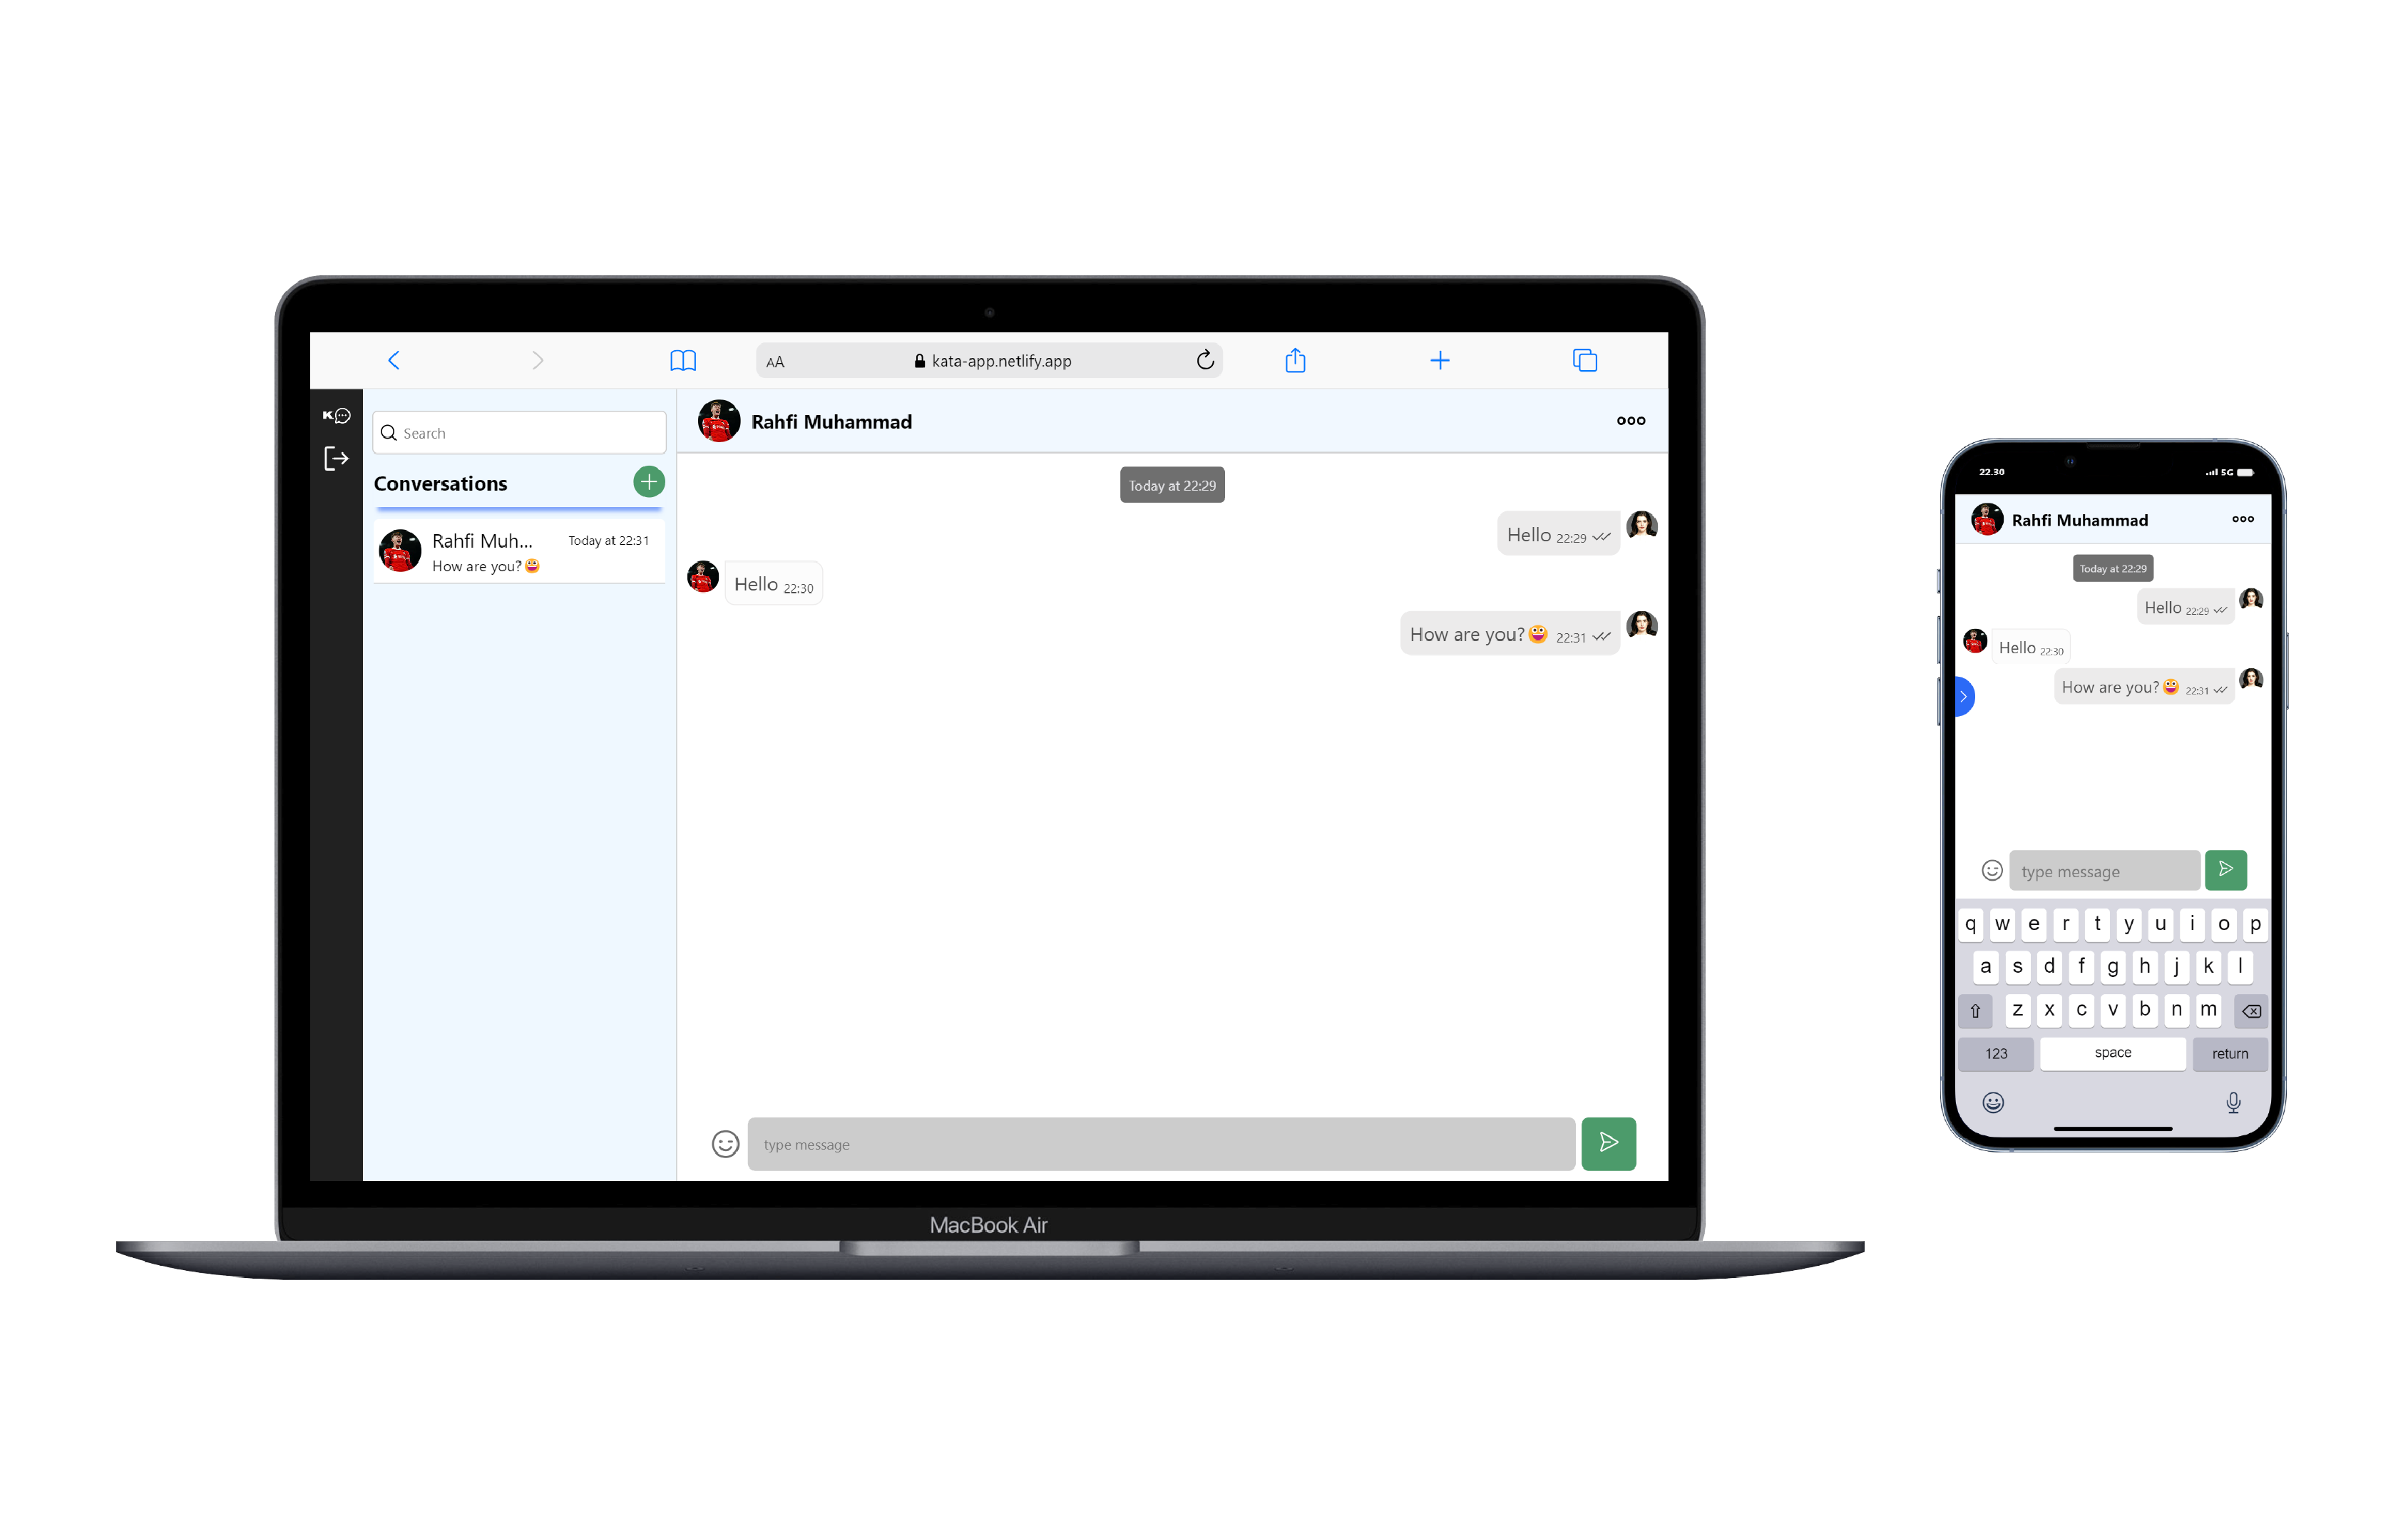 AA
kata-app.netlify.app
K
Search
Conversations
Rahfi Muh... Today at 22:31
How are you?😀
Rahfi Muhammad
Today at 22:29
Hello 22:29
Hello 22:30
How are you?😀 22:31
type message
MacBook Air
22.30
5G
Rahfi Muhammad
Today at 22:29
Hello 22:29
Hello 22:30
How are you?😀 22:31
type message
q w e r t y u i o p
a s d f g h j k l
z x c v b n m
123 space return